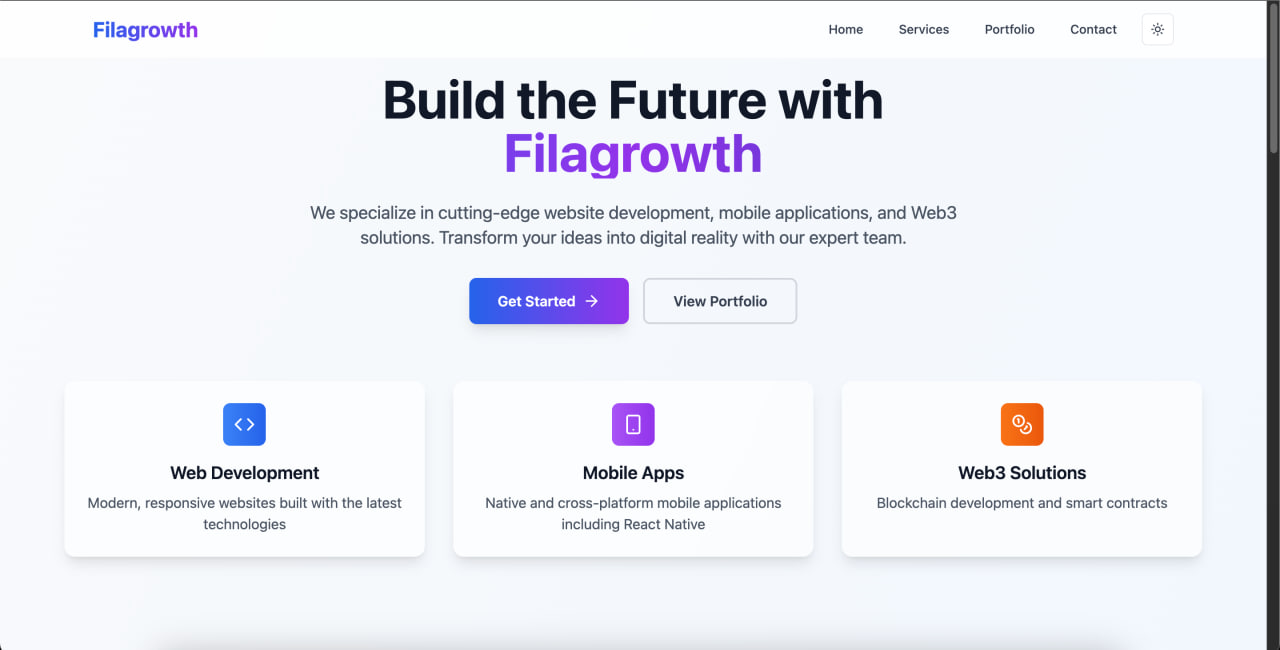 Filagrowth
Home
Services
Portfolio
Contact
Build the Future with
Filagrowth
We specialize in cutting-edge website development, mobile applications, and Web3
solutions. Transform your ideas into digital reality with our expert team.
Get Started
View Portfolio
Web Development
Modern, responsive websites built with the latest
technologies
Mobile Apps
Native and cross-platform mobile applications
including React Native
Web3 Solutions
Blockchain development and smart contracts